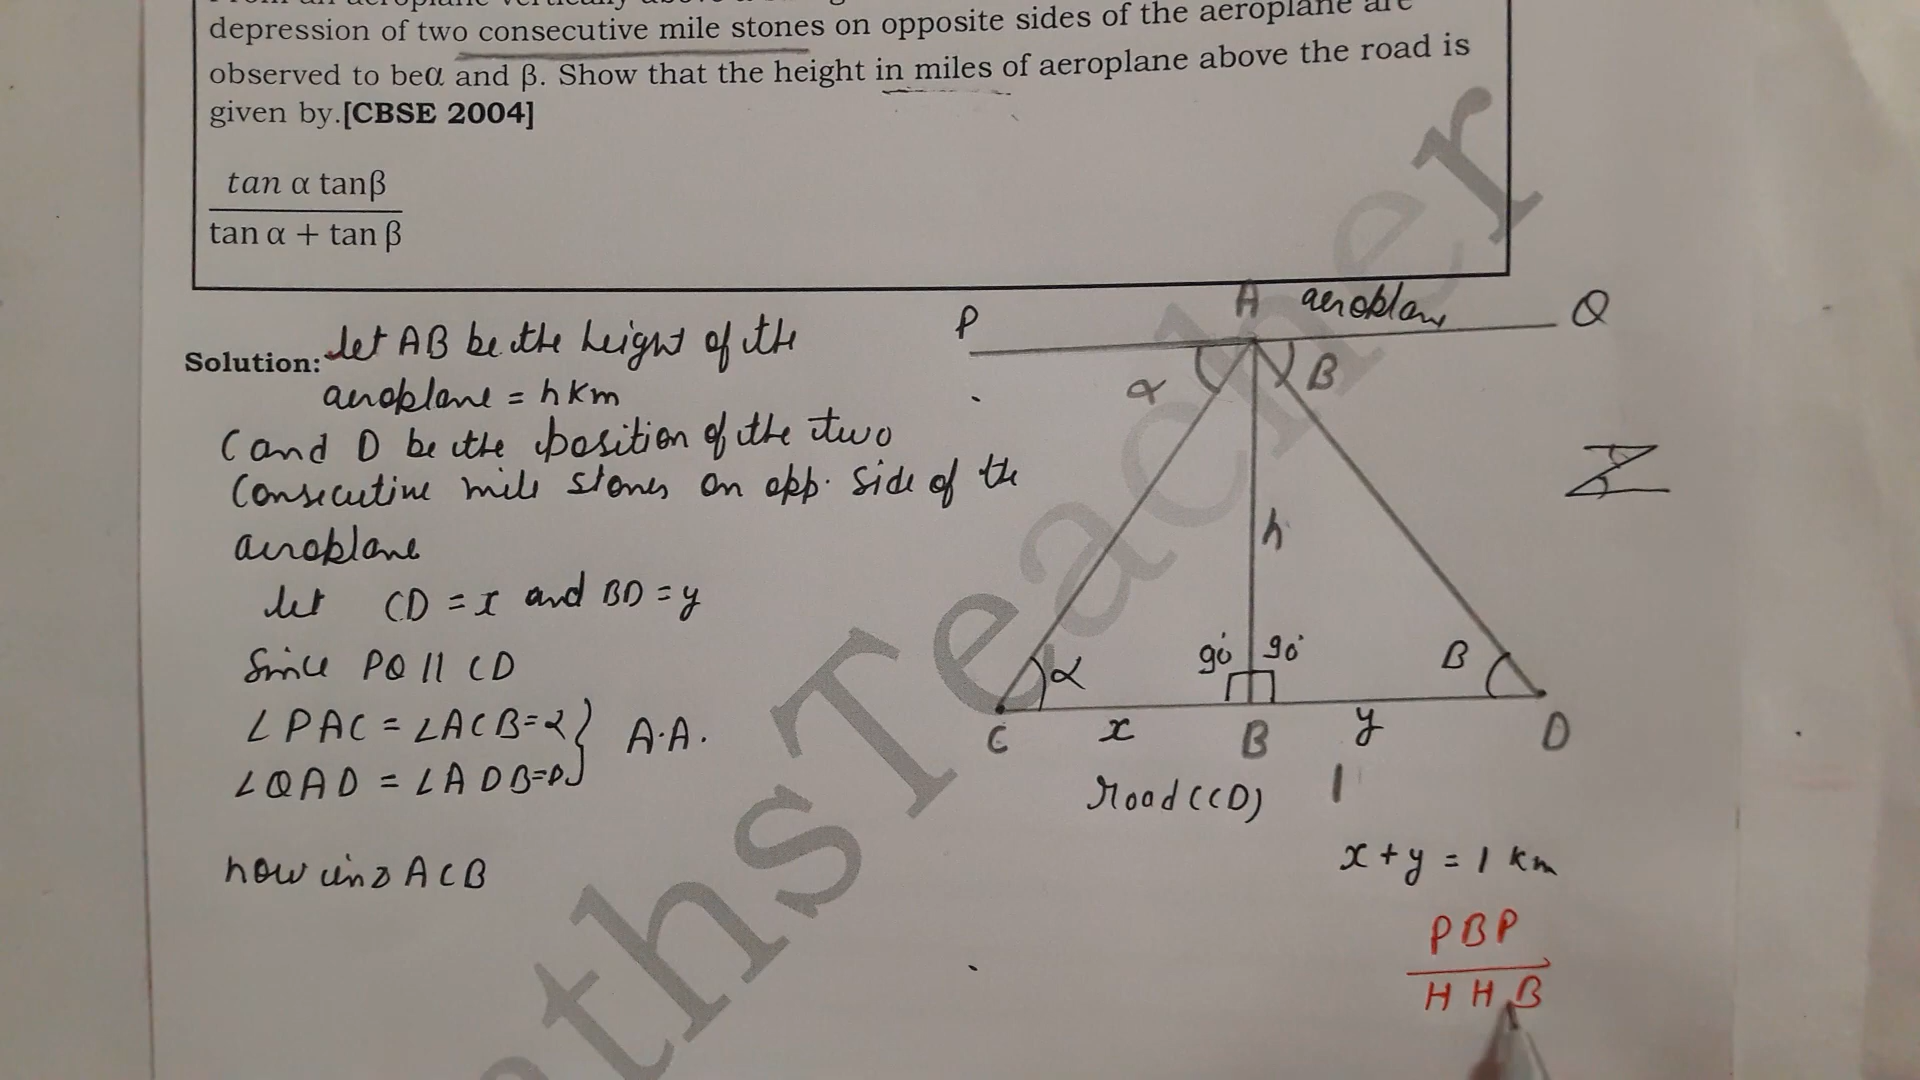 depression of two consecutive mile stones on opposite sides of the aeroplane are
observed to beα and β. Show that the height in miles of aeroplane above the road is
given by.[CBSE 2004]
tan α tanβ
tan α + tan β
Solution: let AB be the height of the
aeroplane = h km
C and D be the position of the two
Consecutive mile stones on opp. side of the
aeroplane
let CD = x and BD = y
Since PQ || CD
∠PAC = ∠ACB = α } A.A.
∠QAD = ∠ADB = β
now in △ ACB
P A aeroplane Q
α β
h
Z
α 90° 90° β
C x B y D
Road (CD) 1
x + y = 1 km
P B P
H H B
Maths Teacher